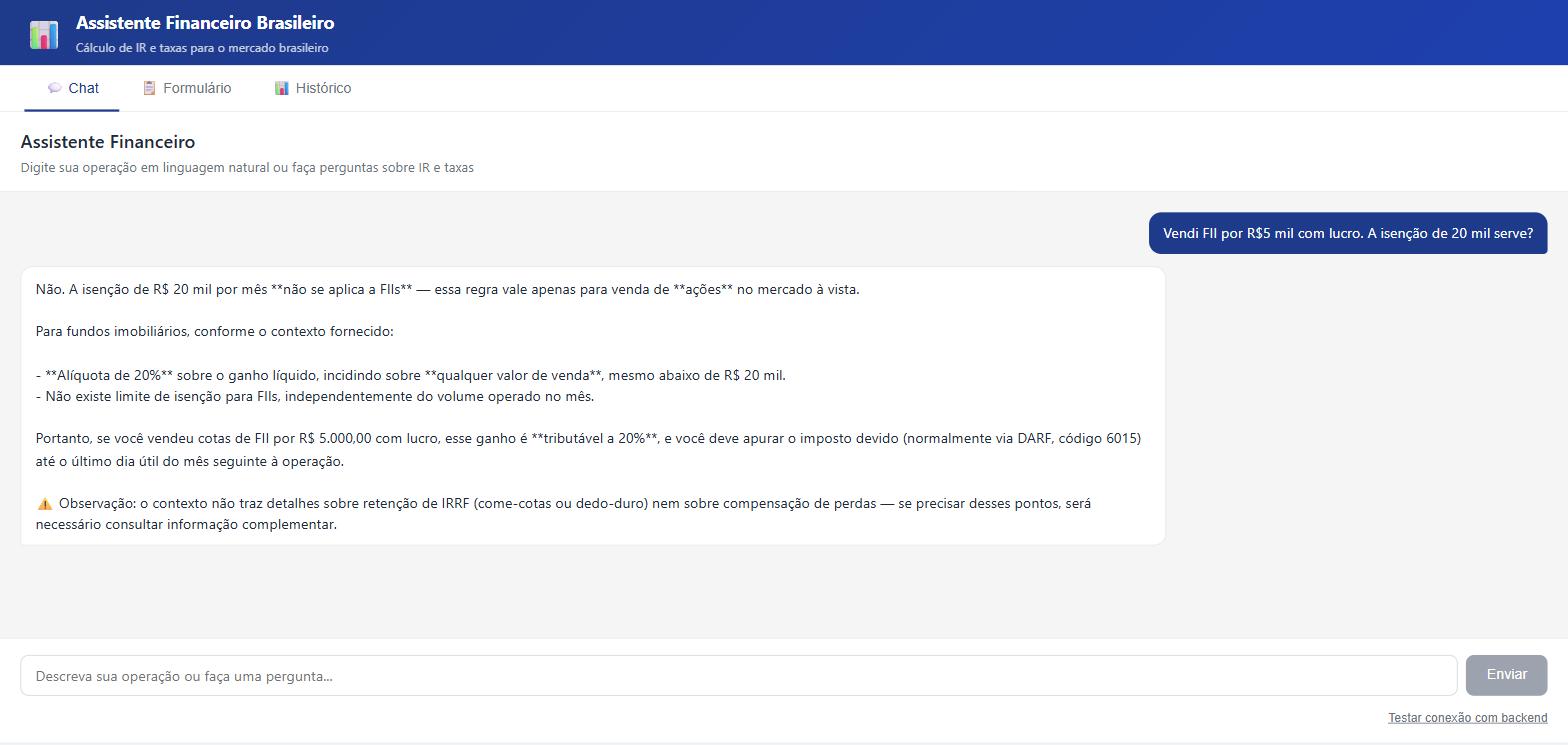 Assistente Financeiro Brasileiro
Cálculo de IR e taxas para o mercado brasileiro
Chat
Formulário
Histórico
Assistente Financeiro
Digite sua operação em linguagem natural ou faça perguntas sobre IR e taxas
Vendi FII por R$5 mil com lucro. A isenção de 20 mil serve?
Não. A isenção de R$ 20 mil por mês **não se aplica a FIIs** — essa regra vale apenas para venda de **ações** no mercado à vista.
Para fundos imobiliários, conforme o contexto fornecido:
- **Alíquota de 20%** sobre o ganho líquido, incidindo sobre **qualquer valor de venda**, mesmo abaixo de R$ 20 mil.
- Não existe limite de isenção para FIIs, independentemente do volume operado no mês.
Portanto, se você vendeu cotas de FII por R$ 5.000,00 com lucro, esse ganho é **tributável a 20%**, e você deve apurar o imposto devido (normalmente via DARF, código 6015)
até o último dia útil do mês seguinte à operação.
⚠️ Observação: o contexto não traz detalhes sobre retenção de IRRF (come-cotas ou dedo-duro) nem sobre compensação de perdas — se precisar desses pontos, será
necessário consultar informação complementar.
Descreva sua operação ou faça uma pergunta...
Enviar
Testar conexão com backend